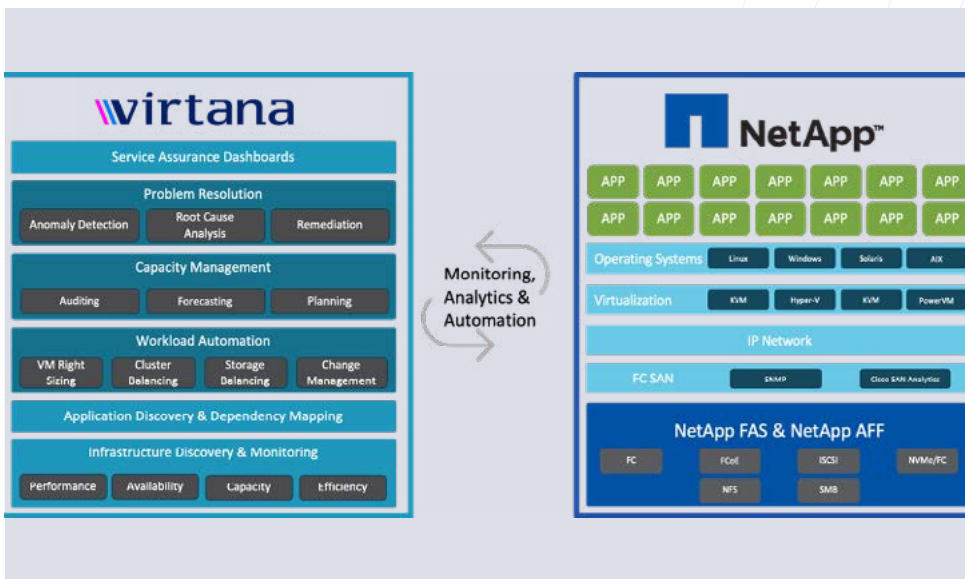 virtana
Service Assurance Dashboards
Problem Resolution
Anomaly Detection
Root Cause
Analysis
Remediation
Capacity Management
Auditing
Forecasting
Planning
Workload Automation
VM Right
Sizing
Cluster
Balancing
Storage
Balancing
Change
Management
Application Discovery & Dependency Mapping
Infrastructure Discovery & Monitoring
Performance
Availability
Capacity
Efficiency
Monitoring,
Analytics &
Automation
NetApp™
APP APP APP APP APP APP APP
APP APP APP APP APP APP APP
Operating Systems Linux Windows Solaris AIX
Virtualization KVM Hyper-V KVM PowerVM
IP Network
FC SAN SNMP Cisco SAN Analytics
NetApp FAS & NetApp AFF
FC FCoE ISCSI NVMe/FC
NFS SMB